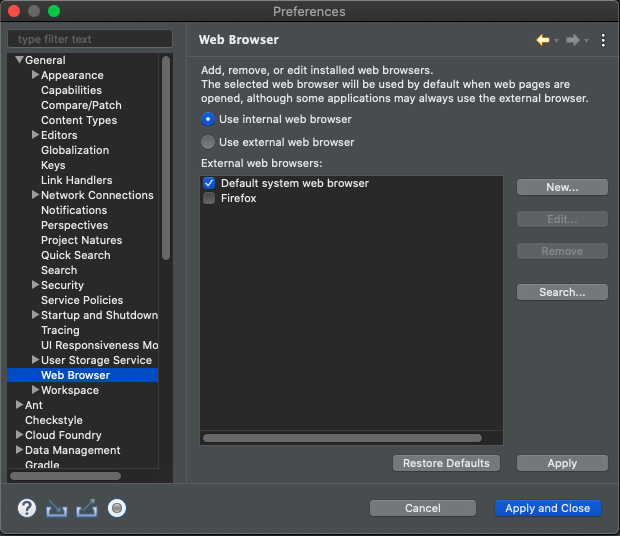 Preferences
type filter text
General
Appearance
Capabilities
Compare/Patch
Content Types
Editors
Globalization
Keys
Link Handlers
Network Connections
Notifications
Perspectives
Project Natures
Quick Search
Search
Security
Service Policies
Startup and Shutdown
Tracing
UI Responsiveness Mo
User Storage Service
Web Browser
Workspace
Ant
Checkstyle
Cloud Foundry
Data Management
Gradle
Web Browser
Add, remove, or edit installed web browsers.
The selected web browser will be used by default when web pages are
opened, although some applications may always use the external browser.
Use internal web browser
Use external web browser
External web browsers:
Default system web browser
Firefox
New...
Edit...
Remove
Search...
Restore Defaults
Apply
?
Cancel
Apply and Close